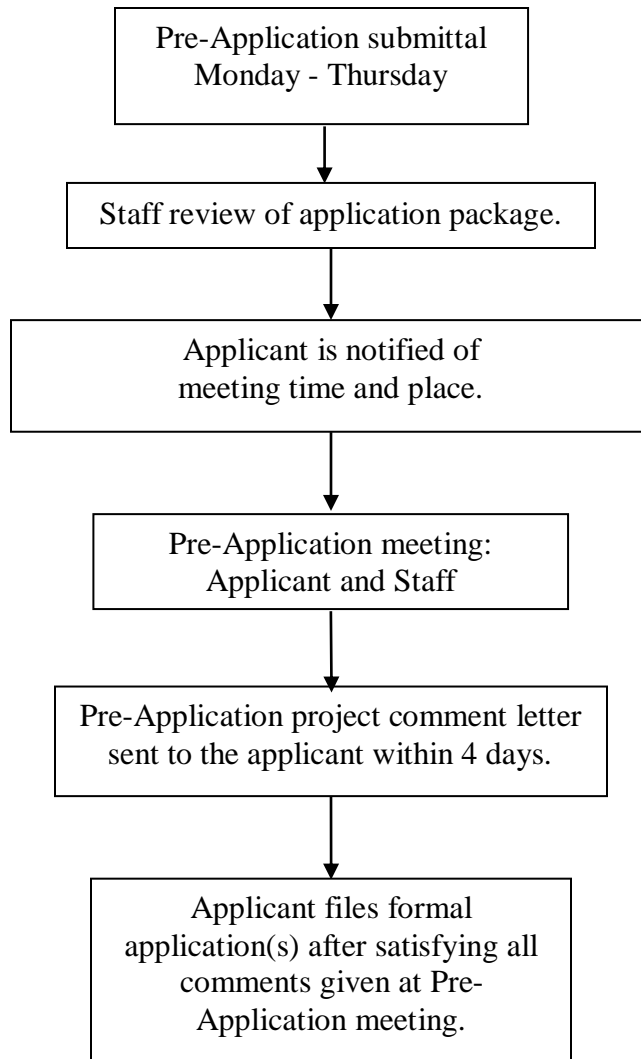 Pre-Application submittal
Monday - Thursday
Staff review of application package.
Applicant is notified of
meeting time and place.
Pre-Application meeting:
Applicant and Staff
Pre-Application project comment letter
sent to the applicant within 4 days.
Applicant files formal
application(s) after satisfying all
comments given at Pre-
Application meeting.